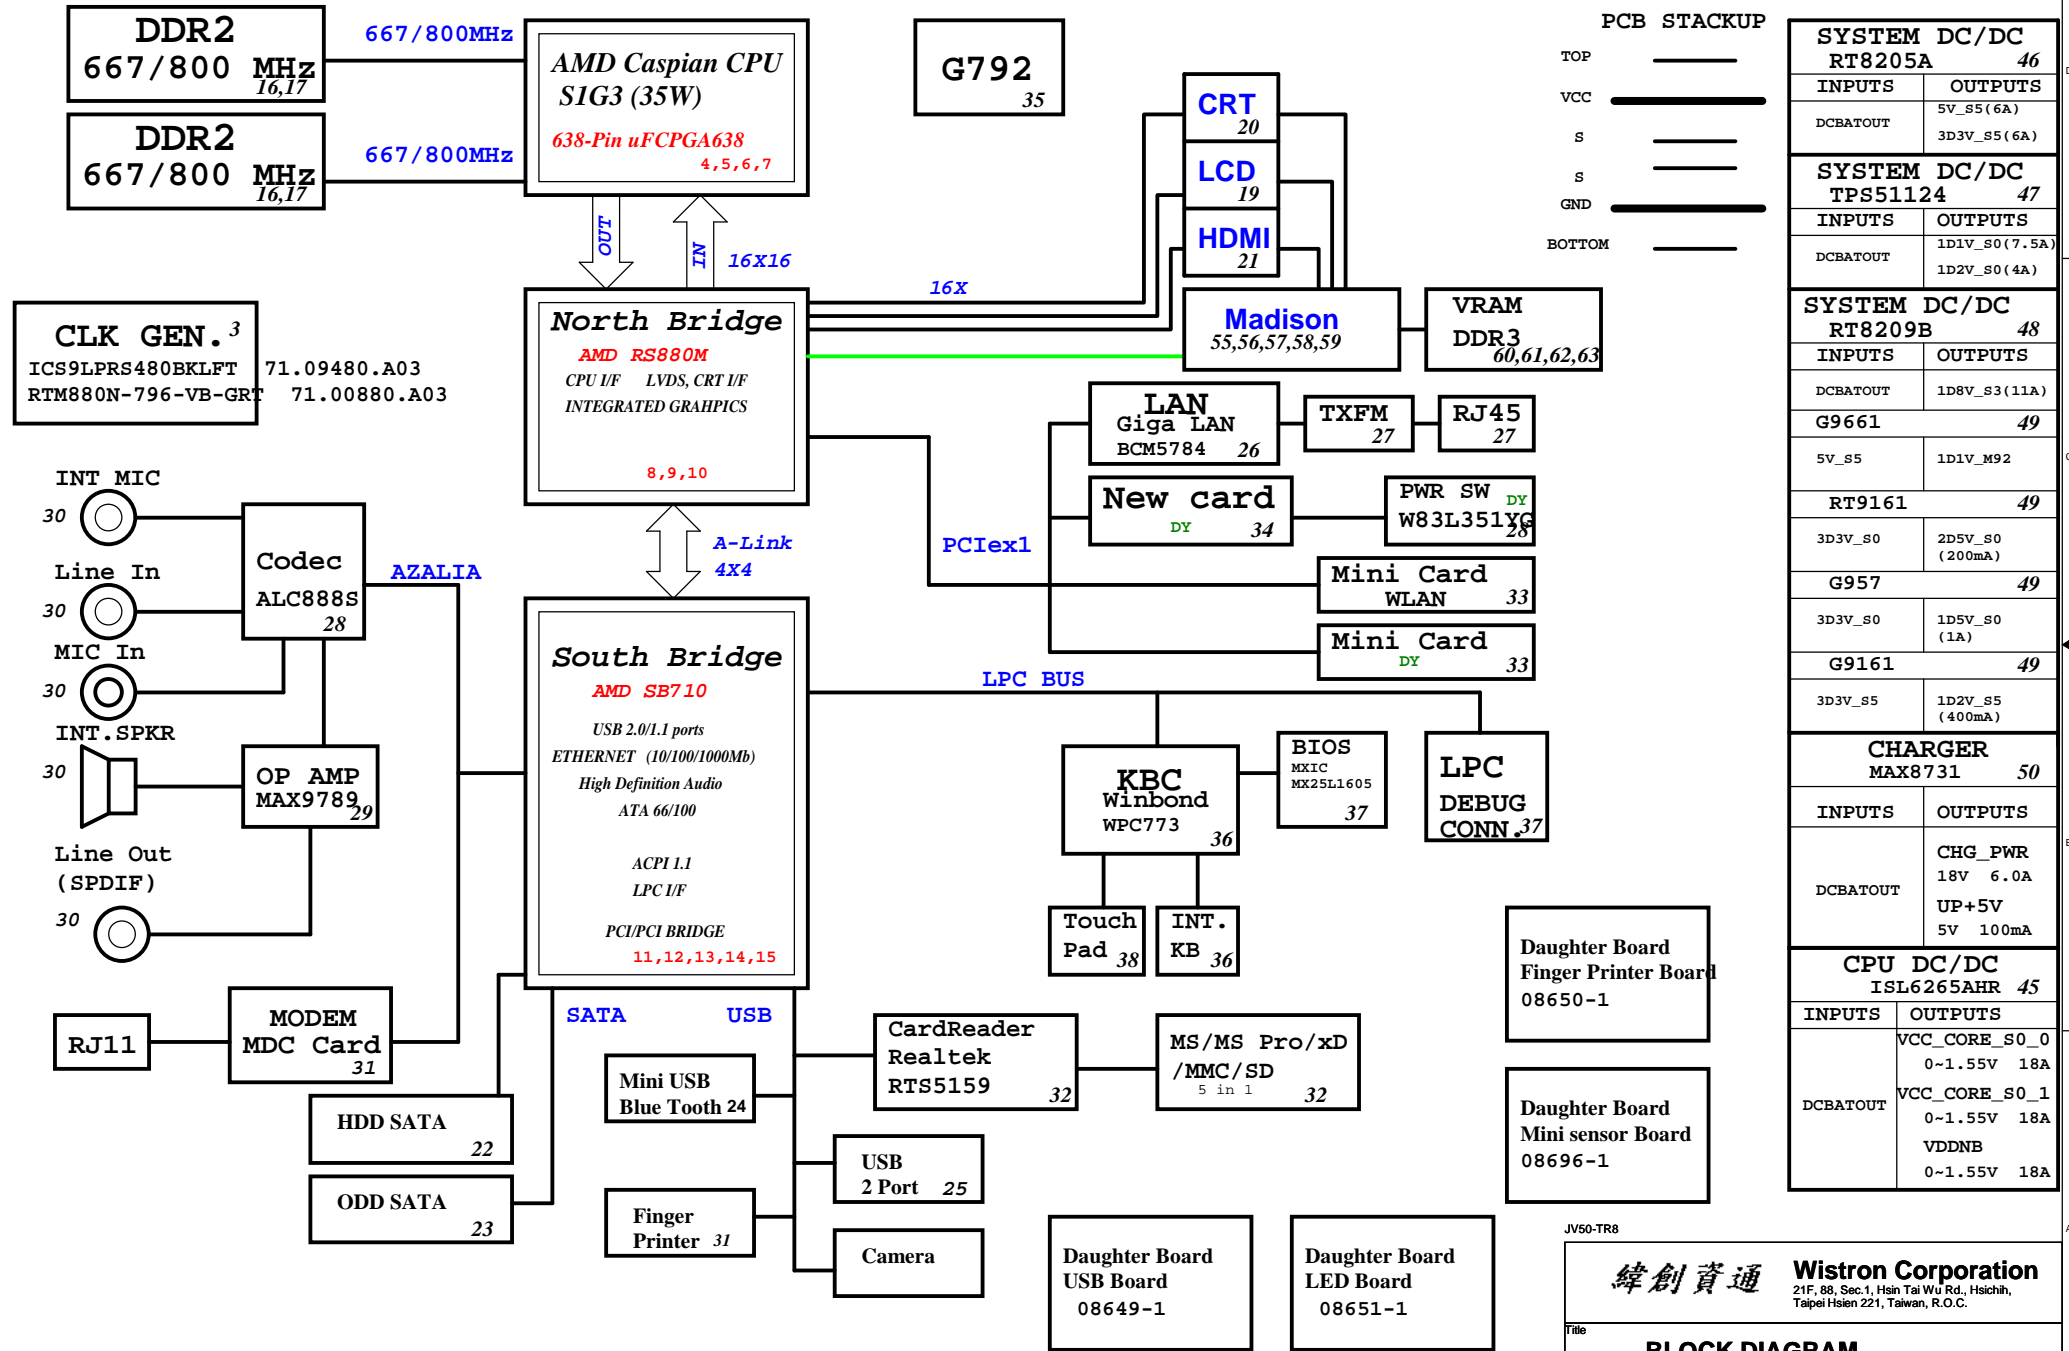 DDR2
667/800 MHz
16,17
667/800MHz
DDR2
667/800 MHz
16,17
667/800MHz
AMD Caspian CPU
S1G3 (35W)
638-Pin uFCPGA638
4,5,6,7
G792
35
OUT
IN
16X16
CRT
20
LCD
19
HDMI
21
16X
PCB STACKUP
TOP
VCC
S
S
GND
BOTTOM
CLK GEN. 3
ICS9LPRS480BKLFT 71.09480.A03
RTM880N-796-VB-GRT 71.00880.A03
North Bridge
AMD RS880M
CPU I/F LVDS, CRT I/F
INTEGRATED GRAHPICS
8,9,10
Madison
55,56,57,58,59
VRAM
DDR3
60,61,62,63
LAN
Giga LAN
BCM5784 26
TXFM
27
RJ45
27
New card
DY 34
PWR SW DY
W83L351YG
28
PCIex1
Mini Card
WLAN 33
Mini Card
DY 33
A-Link
4X4
INT MIC
30
Line In
30
MIC In
30
INT.SPKR
30
Line Out
(SPDIF)
30
Codec
ALC888S
28
AZALIA
OP AMP
MAX9789
29
South Bridge
AMD SB710
USB 2.0/1.1 ports
ETHERNET (10/100/1000Mb)
High Definition Audio
ATA 66/100
ACPI 1.1
LPC I/F
PCI/PCI BRIDGE
11,12,13,14,15
LPC BUS
KBC
Winbond
WPC773
36
BIOS
MXIC
MX25L1605
37
LPC
DEBUG
CONN.37
Touch
Pad 38
INT.
KB 36
RJ11
MODEM
MDC Card
31
SATA
USB
HDD SATA
22
ODD SATA
23
Mini USB
Blue Tooth 24
Finger
Printer 31
CardReader
Realtek
RTS5159
32
MS/MS Pro/xD
/MMC/SD
5 in 1 32
USB
2 Port 25
Camera
Daughter Board
Finger Printer Board
08650-1
Daughter Board
Mini sensor Board
08696-1
Daughter Board
USB Board
08649-1
Daughter Board
LED Board
08651-1
SYSTEM DC/DC
RT8205A 46
INPUTS OUTPUTS
DCBATOUT
5V_S5(6A)
3D3V_S5(6A)
SYSTEM DC/DC
TPS51124 47
INPUTS OUTPUTS
DCBATOUT
1D1V_S0(7.5A)
1D2V_S0(4A)
SYSTEM DC/DC
RT8209B 48
INPUTS OUTPUTS
DCBATOUT 1D8V_S3(11A)
G9661 49
5V_S5 1D1V_M92
RT9161 49
3D3V_S0 2D5V_S0
(200mA)
G957 49
3D3V_S0 1D5V_S0
(1A)
G9161 49
3D3V_S5 1D2V_S5
(400mA)
CHARGER
MAX8731 50
INPUTS OUTPUTS
DCBATOUT
CHG_PWR
18V 6.0A
UP+5V
5V 100mA
CPU DC/DC
ISL6265AHR 45
INPUTS OUTPUTS
DCBATOUT
VCC_CORE_S0_0
0~1.55V 18A
VCC_CORE_S0_1
0~1.55V 18A
VDDNB
0~1.55V 18A
JV50-TR8
緯創資通 Wistron Corporation
21F, 88, Sec.1, Hsin Tai Wu Rd., Hsichih,
Taipei Hsien 221, Taiwan, R.O.C.
Title
BLOCK DIAGRAM